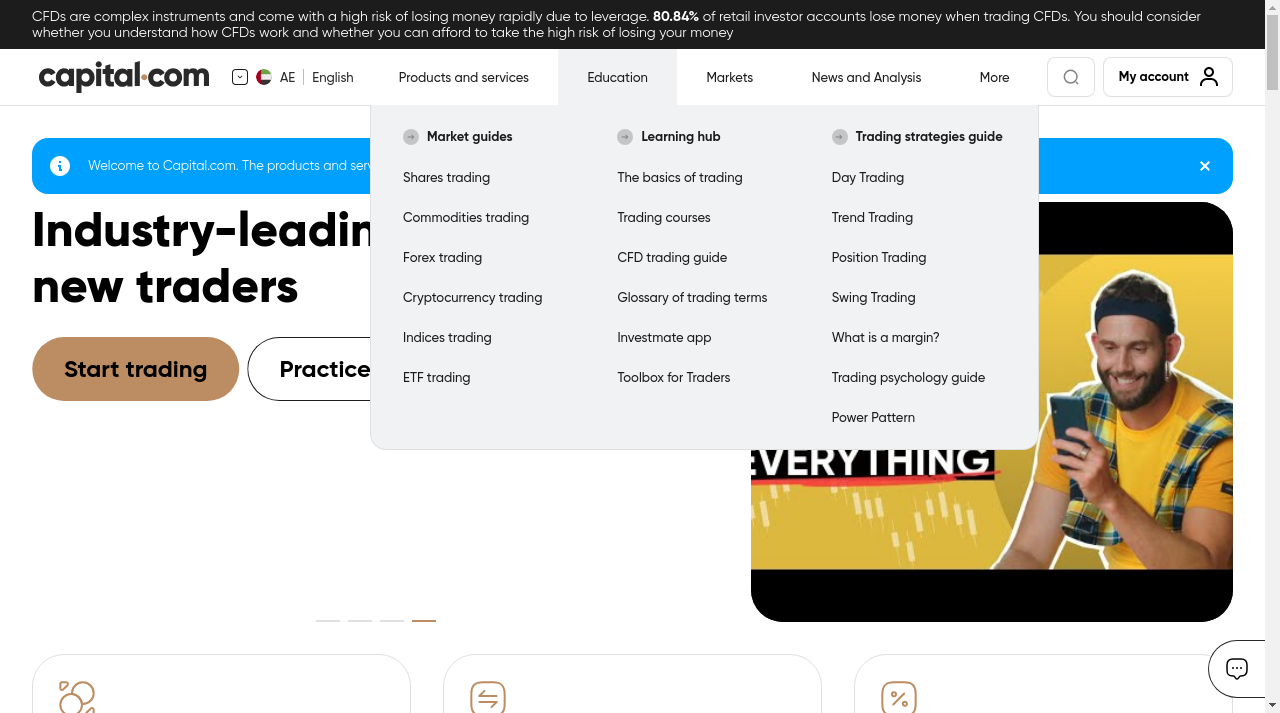 CFDs are complex instruments and come with a high risk of losing money rapidly due to leverage. 80.84% of retail investor accounts lose money when trading CFDs. You should consider
whether you understand how CFDs work and whether you can afford to take the high risk of losing your money
capital.com
AE
English
Products and services
Education
Markets
News and Analysis
More
My account
Market guides
Shares trading
Commodities trading
Forex trading
Cryptocurrency trading
Indices trading
ETF trading
Learning hub
The basics of trading
Trading courses
CFD trading guide
Glossary of trading terms
Investmate app
Toolbox for Traders
Trading strategies guide
Day Trading
Trend Trading
Position Trading
Swing Trading
What is a margin?
Trading psychology guide
Power Pattern
Welcome to Capital.com. The products and
Industry-leadin
new traders
Start trading
Practice
EVERYTHING